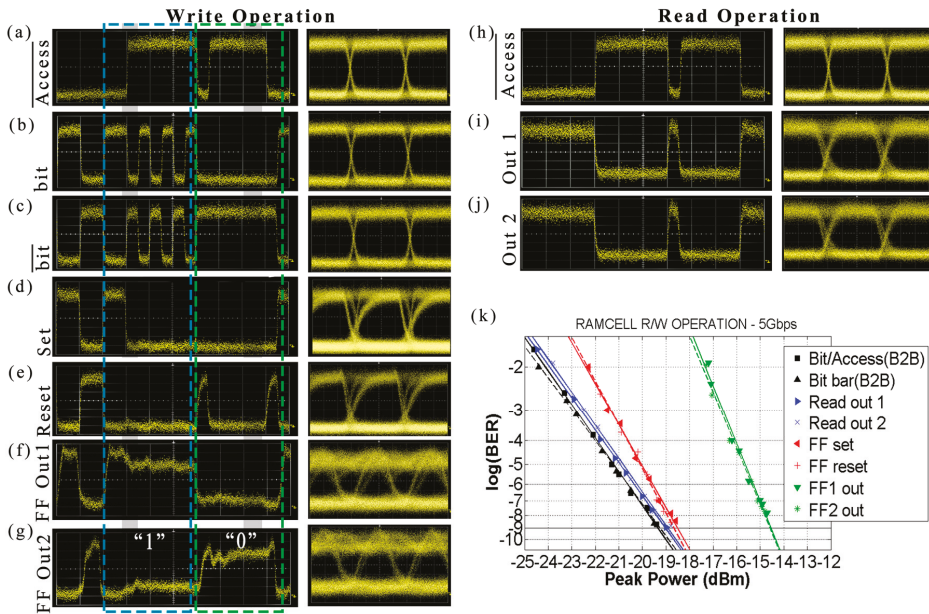 Write Operation
Read Operation
(a)
Access
(b)
bit
(c)
bit
(d)
Set
(e)
Reset
(f)
FF Out1
(g)
FF Out2
"1"
"0"
(h)
Access
(i)
Out 1
(j)
Out 2
(k)
RAMCELL R/W OPERATION - 5Gbps
log(BER)
-2
-3
-4
-5
-6
-7
-8
-9
-10
-25-24-23-22-21-20-19-18-17-16-15-14-13-12
Peak Power (dBm)
Bit/Access(B2B)
Bit bar(B2B)
Read out 1
Read out 2
FF set
FF reset
FF1 out
FF2 out